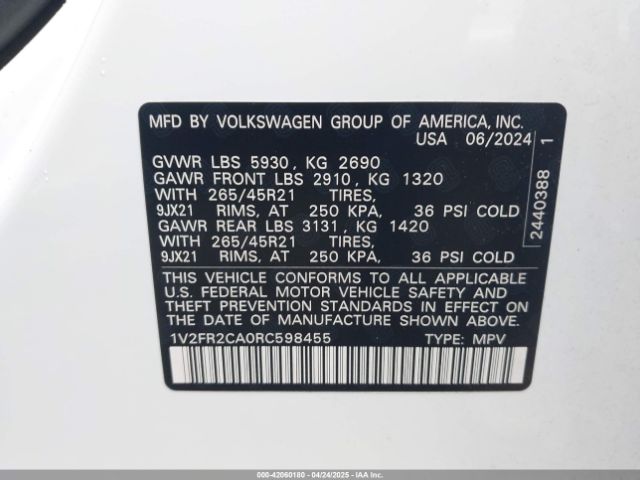 MFD BY VOLKSWAGEN GROUP OF AMERICA, INC.
USA 06/2024
GVWR LBS 5930, KG 2690
GAWR FRONT LBS 2910, KG 1320
WITH 265/45R21 TIRES,
9JX21 RIMS, AT 250 KPA, 36 PSI COLD
GAWR REAR LBS 3131, KG 1420
WITH 265/45R21 TIRES,
9JX21 RIMS, AT 250 KPA, 36 PSI COLD
THIS VEHICLE CONFORMS TO ALL APPLICABLE
U.S. FEDERAL MOTOR VEHICLE SAFETY AND
THEFT PREVENTION STANDARDS IN EFFECT ON THE
DATE OF MANUFACTURE SHOWN ABOVE.
1V2FR2CA0RC598455 TYPE: MPV
2440388 1
000-42060180 - 04/24/2025 - IAAI.COM